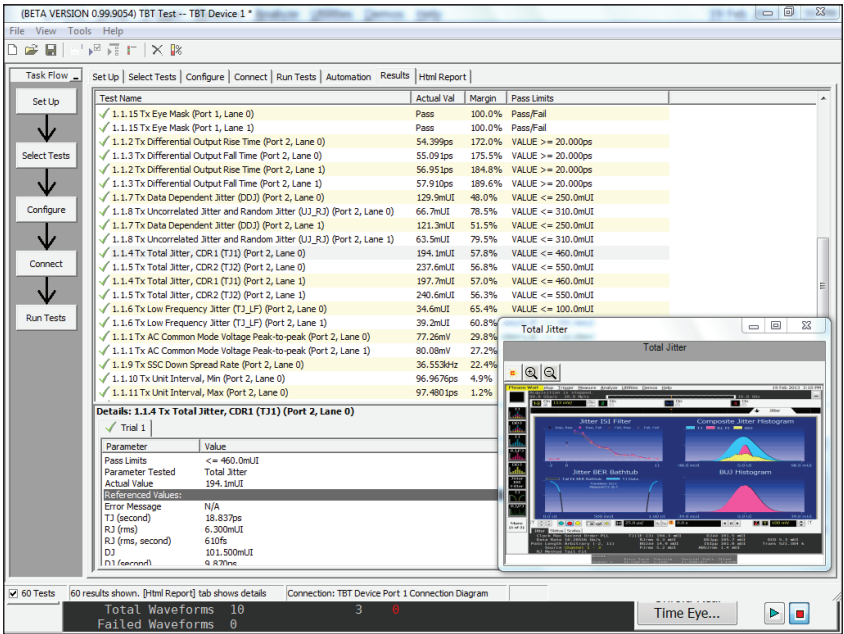 (BETA VERSION 0.99.9054) TBT Test -- TBT Device 1 *
File View Tools Help
Task Flow
Set Up | Select Tests | Configure | Connect | Run Tests | Automation | Results | Html Report
Set Up
Select Tests
Configure
Connect
Run Tests
Test Name Actual Val Margin Pass Limits
1.1.15 Tx Eye Mask (Port 1, Lane 0) Pass 100.0% Pass/Fail
1.1.15 Tx Eye Mask (Port 1, Lane 1) Pass 100.0% Pass/Fail
1.1.2 Tx Differential Output Rise Time (Port 2, Lane 0) 54.399ps 172.0% VALUE >= 20.000ps
1.1.3 Tx Differential Output Fall Time (Port 2, Lane 0) 55.091ps 175.5% VALUE >= 20.000ps
1.1.2 Tx Differential Output Rise Time (Port 2, Lane 1) 56.951ps 184.8% VALUE >= 20.000ps
1.1.3 Tx Differential Output Fall Time (Port 2, Lane 1) 57.910ps 189.6% VALUE >= 20.000ps
1.1.7 Tx Data Dependent Jitter (DDJ) (Port 2, Lane 0) 129.9mUI 48.0% VALUE <= 250.0mUI
1.1.8 Tx Uncorrelated Jitter and Random Jitter (UJ_RJ) (Port 2, Lane 0) 66.7mUI 78.5% VALUE <= 310.0mUI
1.1.7 Tx Data Dependent Jitter (DDJ) (Port 2, Lane 1) 121.3mUI 51.5% VALUE <= 250.0mUI
1.1.8 Tx Uncorrelated Jitter and Random Jitter (UJ_RJ) (Port 2, Lane 1) 63.5mUI 79.5% VALUE <= 310.0mUI
1.1.4 Tx Total Jitter, CDR1 (TJ1) (Port 2, Lane 0) 194.1mUI 57.8% VALUE <= 460.0mUI
1.1.5 Tx Total Jitter, CDR2 (TJ2) (Port 2, Lane 0) 237.6mUI 56.8% VALUE <= 550.0mUI
1.1.4 Tx Total Jitter, CDR1 (TJ1) (Port 2, Lane 1) 197.7mUI 57.0% VALUE <= 460.0mUI
1.1.5 Tx Total Jitter, CDR2 (TJ2) (Port 2, Lane 1) 240.6mUI 56.3% VALUE <= 550.0mUI
1.1.6 Tx Low Frequency Jitter (TJ_LF) (Port 2, Lane 0) 34.6mUI 65.4% VALUE <= 100.0mUI
1.1.6 Tx Low Frequency Jitter (TJ_LF) (Port 2, Lane 1) 39.2mUI 60.8%
1.1.1 Tx AC Common Mode Voltage Peak-to-peak (Port 2, Lane 0) 77.26mV 29.8%
1.1.1 Tx AC Common Mode Voltage Peak-to-peak (Port 2, Lane 1) 80.08mV 27.2%
1.1.9 Tx SSC Down Spread Rate (Port 2, Lane 0) 36.553kHz 22.4%
1.1.10 Tx Unit Interval, Min (Port 2, Lane 0) 96.9676ps 4.9%
1.1.11 Tx Unit Interval, Max (Port 2, Lane 0) 97.4801ps 1.2%
Details: 1.1.4 Tx Total Jitter, CDR1 (TJ1) (Port 2, Lane 0)
Trial 1
Parameter Value
Pass Limits <= 460.0mUI
Parameter Tested Total Jitter
Actual Value 194.1mUI
Referenced Values:
Error Message N/A
TJ (second) 18.837ps
RJ (rms) 6.300mUI
RJ (rms, second) 610fs
DJ 101.500mUI
DJ (second) 9.870ps
Total Jitter
Total Jitter
Jitter ISI Filter
Composite Jitter Histogram
Jitter BER Bathtub
BUJ Histogram
60 Tests
60 results shown. [Html Report] tab shows details
Connection: TBT Device Port 1 Connection Diagram
Total Waveforms 10 3 0
Failed Waveforms 0
Time Eye...